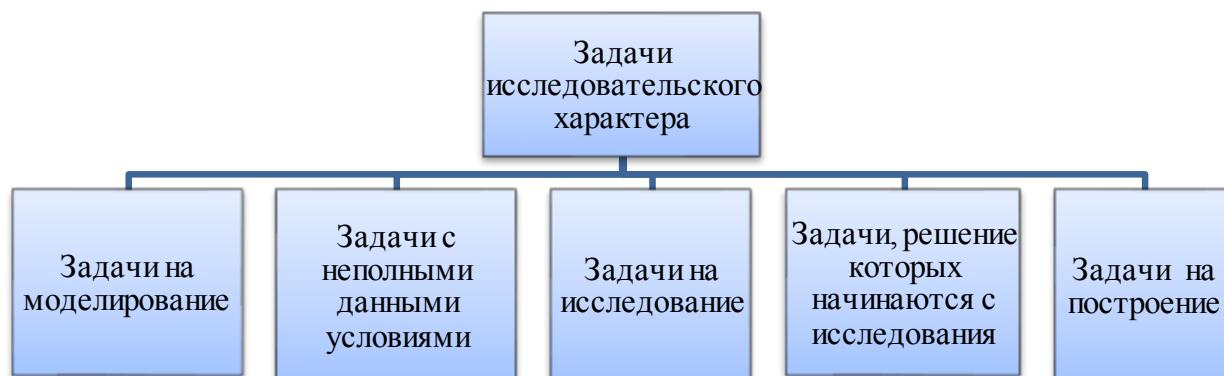 Задачи
исследовательского
характера
Задачи на
моделирование
Задачи с
неполными
данными
условиями
Задачи на
исследование
Задачи, решение
которых
начинаются с
исследования
Задачи на
построение